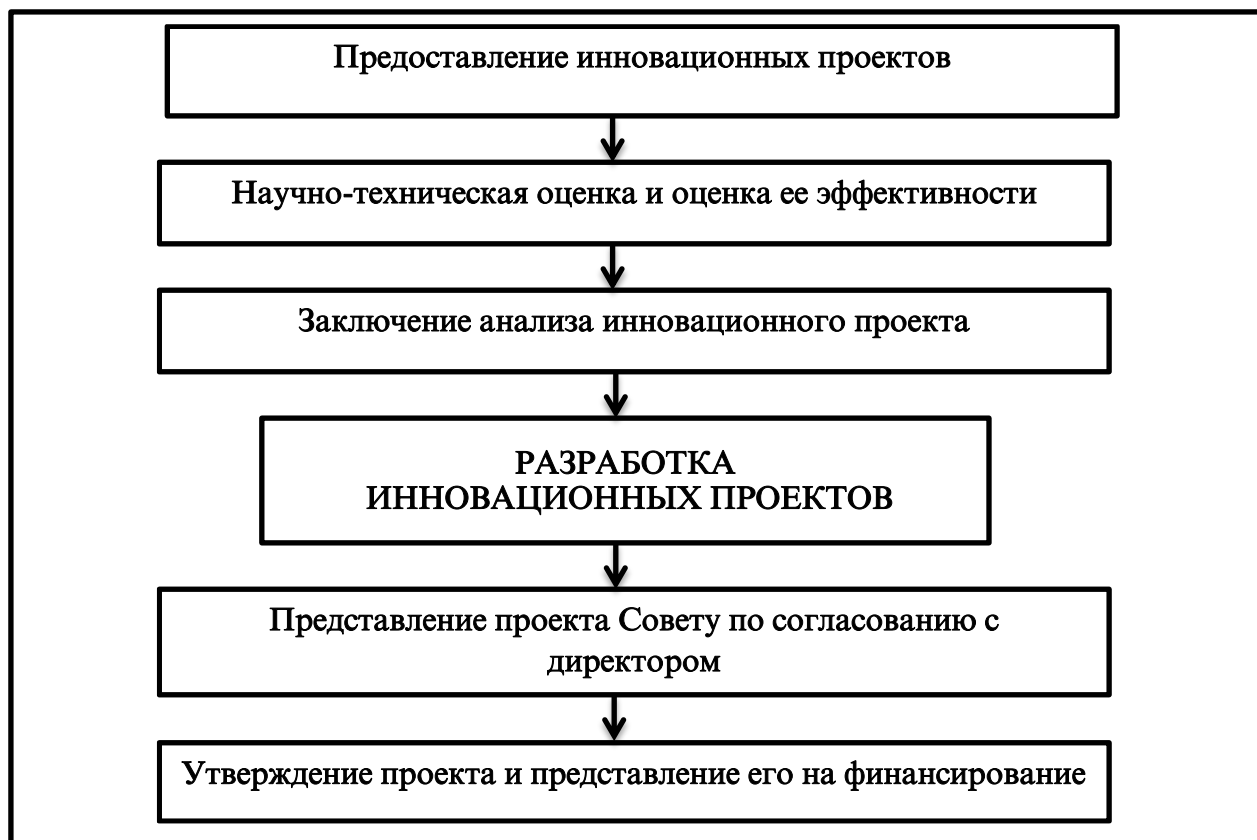 Предоставление инновационных проектов
Научно-техническая оценка и оценка ее эффективности
Заключение анализа инновационного проекта
РАЗРАБОТКА
ИННОВАЦИОННЫХ ПРОЕКТОВ
Представление проекта Совету по согласованию с
директором
Утверждение проекта и представление его на финансирование